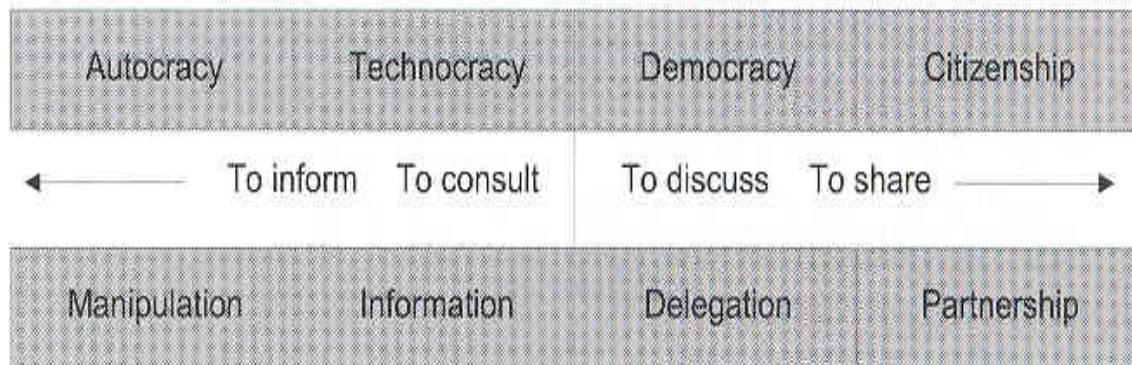 Autocracy Technocracy Democracy Citizenship
To inform To consult To discuss To share
Manipulation Information Delegation Partnership